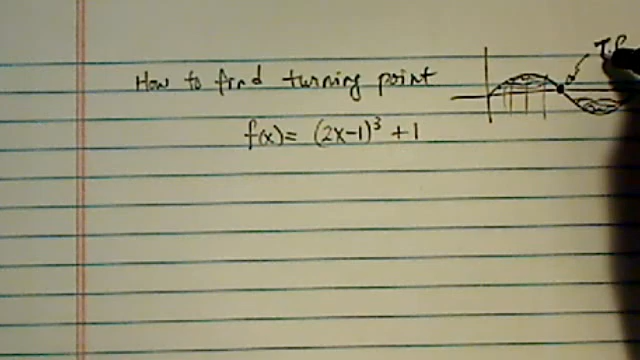 How to find turning point
T.P
f(x)= (2x-1)³ +1